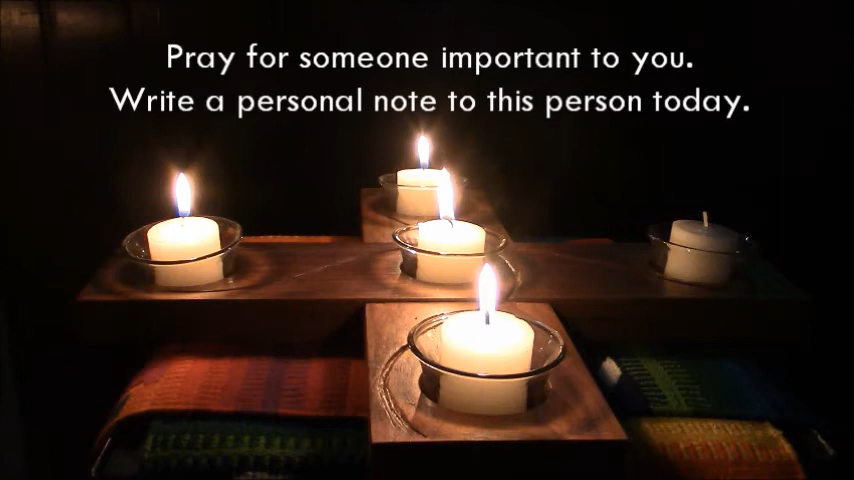 Pray for someone important to you.
Write a personal note to this person today.